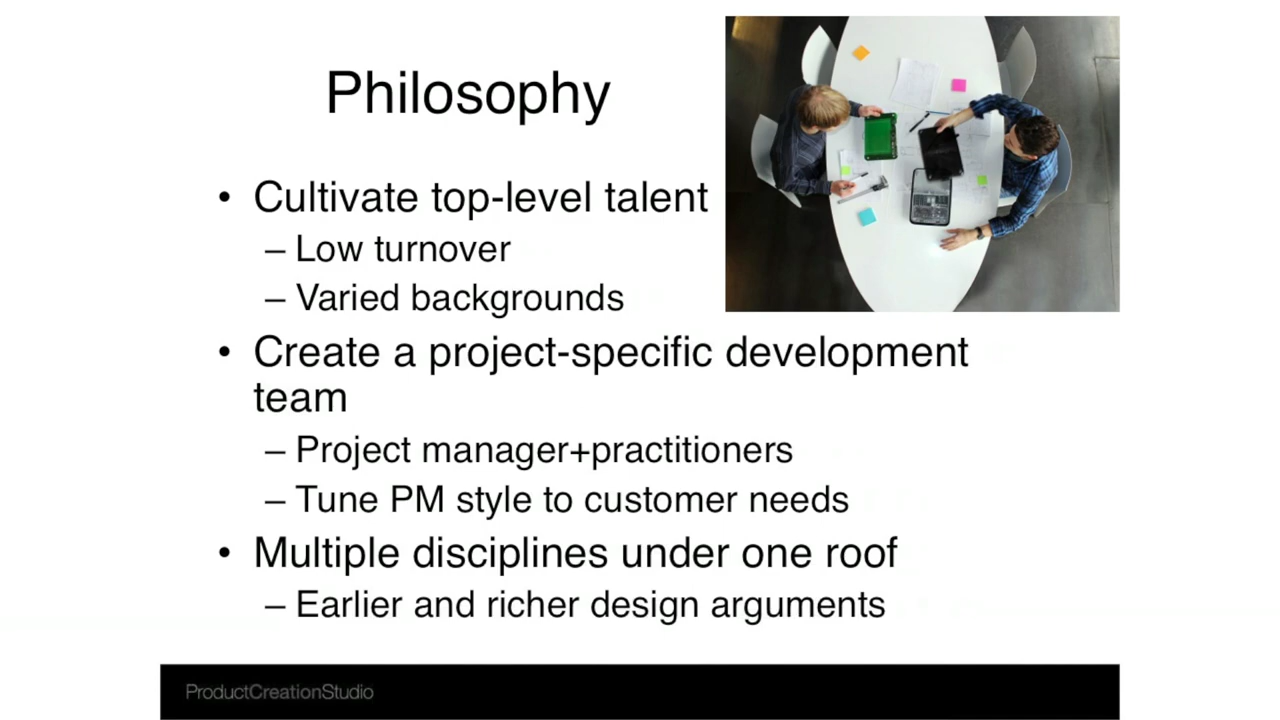 Philosophy
• Cultivate top-level talent
– Low turnover
– Varied backgrounds
• Create a project-specific development
team
– Project manager+practitioners
– Tune PM style to customer needs
• Multiple disciplines under one roof
– Earlier and richer design arguments
ProductCreationStudio